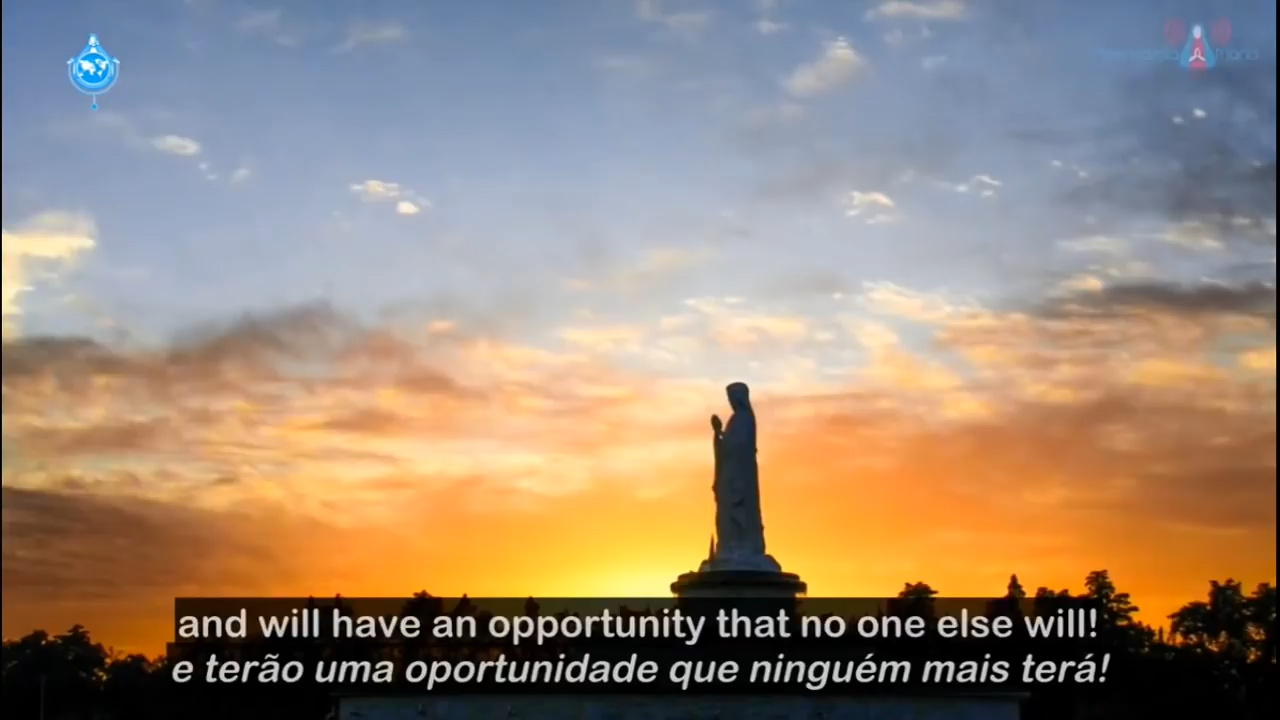 and will have an opportunity that no one else will!
e terão uma oportunidade que ninguém mais terá!